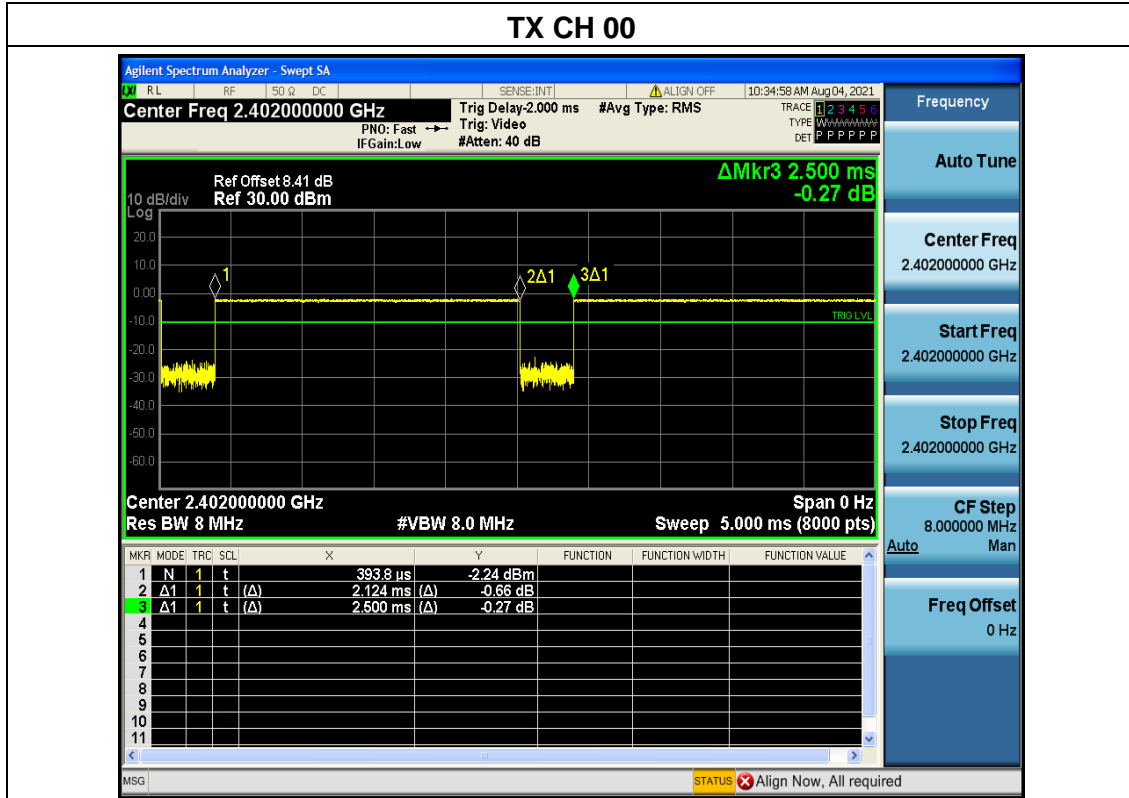 TX CH 00
Agilent Spectrum Analyzer - Swept SA
LXI RL RF 50 Ω DC SENSE:INT ALIGN OFF 10:34:58 AM Aug 04, 2021
Center Freq 2.402000000 GHz
PNO: Fast
IFGain:Low
Trig Delay-2.000 ms
Trig: Video
#Atten: 40 dB
#Avg Type: RMS
TRACE 1 2 3 4 5 6
TYPE
DET P P P P P P
ΔMkr3 2.500 ms
-0.27 dB
Ref Offset 8.41 dB
10 dB/div Ref 30.00 dBm
Log
20.0
10.0
0.00
-10.0
-20.0
-30.0
-40.0
-50.0
-60.0
1
2Δ1
3Δ1
TRIG LVL
Center 2.402000000 GHz Span 0 Hz
Res BW 8 MHz #VBW 8.0 MHz Sweep 5.000 ms (8000 pts)
MKR MODE TRC SCL X Y FUNCTION FUNCTION WIDTH FUNCTION VALUE
1 N 1 t 393.8 µs -2.24 dBm
2 Δ1 1 t (Δ) 2.124 ms (Δ) -0.66 dB
3 Δ1 1 t (Δ) 2.500 ms (Δ) -0.27 dB
4
5
6
7
8
9
10
11
MSG STATUS Align Now, All required
Frequency
Auto Tune
Center Freq
2.402000000 GHz
Start Freq
2.402000000 GHz
Stop Freq
2.402000000 GHz
CF Step
8.000000 MHz
Auto Man
Freq Offset
0 Hz